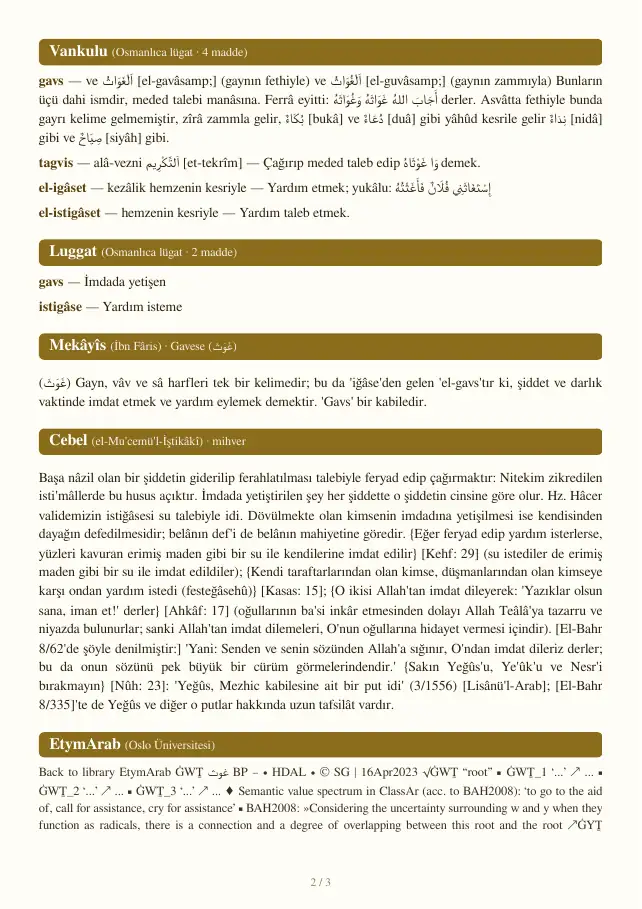 Vankulu (Osmanlıca lügat · 4 madde)
gavs — ve اَلْغَوَاثُ [el-gavâsamp;] (gaynın fethiyle) ve اَلْغُوَاثُ [el-guvâsamp;] (gaynın zammıyla) Bunların
üçü dahi ismdir, meded talebi manâsına. Ferrâ eyitti: أَجَابَ اللهُ غَوَاثَهُ وَغُوَاثَهُ derler. Asvâtta fethiyle bunda
gayrı kelime gelmemiştir, zîrâ zammla gelir, بُكَاءٌ [bukâ] ve دُعَاءٌ [duâ] gibi yâhûd kesrile gelir نِدَاءٌ [nidâ]
gibi ve صِيَاحٌ [siyâh] gibi.
tagvis — alâ-vezni اَلتَّكْرِيم [et-tekrîm] — Çağırıp meded taleb edip وَا غَوْثَاهُ demek.
el-igâset — kezâlik hemzenin kesriyle — Yardım etmek; yukâlu: إِسْتَغَاثَنِي فُلَانٌ فَأَغَثْتُهُ
el-istigâset — hemzenin kesriyle — Yardım taleb etmek.
Luggat (Osmanlıca lügat · 2 madde)
gavs — İmdada yetişen
istigâse — Yardım isteme
Mekâyîs (İbn Fâris) · Gavese (غَوَثَ)
(غَوَثَ) Gayn, vâv ve sâ harfleri tek bir kelimedir; bu da 'iğâse'den gelen 'el-gavs'tır ki, şiddet ve darlık
vaktinde imdat etmek ve yardım eylemek demektir. 'Gavs' bir kabiledir.
Cebel (el-Mu'cemü'l-İştikâkî) · mihver
Başa nâzil olan bir şiddetin giderilip ferahlatılması talebiyle feryad edip çağırmaktır: Nitekim zikredilen
isti'mâllerde bu husus açıktır. İmdada yetiştirilen şey her şiddette o şiddetin cinsine göre olur. Hz. Hâcer
validemizin istiğâsesi su talebiyle idi. Dövülmekte olan kimsenin imdadına yetişilmesi ise kendisinden
dayağın defedilmesidir; belânın def'i de belânın mahiyetine göredir. {Eğer feryad edip yardım isterlerse,
yüzleri kavuran erimiş maden gibi bir su ile kendilerine imdat edilir} [Kehf: 29] (su istediler de erimiş
maden gibi bir su ile imdat edildiler); {Kendi taraftarlarından olan kimse, düşmanlarından olan kimseye
karşı ondan yardım istedi (festeğâsehû)} [Kasas: 15]; {O ikisi Allah'tan imdat dileyerek: 'Yazıklar olsun
sana, iman et!' derler} [Ahkâf: 17] (oğullarının ba'si inkâr etmesinden dolayı Allah Teâlâ'ya tazarru ve
niyazda bulunurlar; sanki Allah'tan imdat dilemeleri, O'nun oğullarına hidayet vermesi içindir). [El-Bahr
8/62'de şöyle denilmiştir:] 'Yani: Senden ve senin sözünden Allah'a sığınır, O'ndan imdat dileriz derler;
bu da onun sözünü pek büyük bir cürüm görmelerindendir.' {Sakın Yeğûs'u, Ye'ûk'u ve Nesr'i
bırakmayın} [Nûh: 23]: 'Yeğûs, Mezhic kabilesine ait bir put idi' (3/1556) [Lisânü'l-Arab]; [El-Bahr
8/335]'te de Yeğûs ve diğer o putlar hakkında uzun tafsilât vardır.
EtymArab (Oslo Üniversitesi)
Back to library EtymArab ĠWṮ غوث BP – • HDAL • © SG | 16Apr2023 √ĠWṮ “root” ▪ ĠWṮ_1 ‘...’ ↗ ... ▪
ĠWṮ_2 ‘...’ ↗ ... ▪ ĠWṮ_3 ‘...’ ↗ ... ♦ Semantic value spectrum in ClassAr (acc. to BAH2008): ‘to go to the aid
of, call for assistance, cry for assistance’ ▪ BAH2008: »Considering the uncertainty surrounding w and y when they
function as radicals, there is a connection and a degree of overlapping between this root and the root ↗ĠYṮ
2 / 3